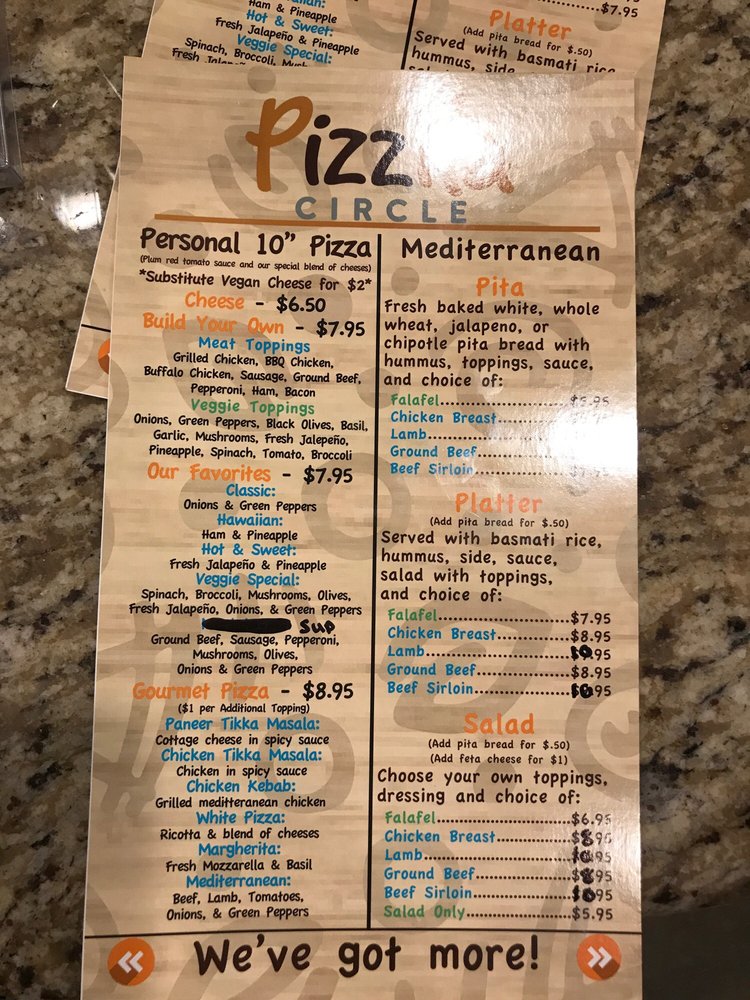 Ham & Pineapple
Hot & Sweet:
Fresh Jalapeño & Pineapple
Veggie Special:
Spinach, Broccoli,
$7.95
Platter
(Add pita bread for $.50)
Served with basmati rice
hummus, side
CIRCLE
Personal 10” Pizza
(Plum red tomato sauce and our special blend of cheeses)
*Substitute Vegan Cheese for $2*
Cheese - $6.50
Build Your Own - $7.95
Meat Toppings
Grilled Chicken, BBQ Chicken,
Buffalo Chicken, Sausage, Ground Beef,
Pepperoni, Ham, Bacon
Veggie Toppings
Onions, Green Peppers, Black Olives, Basil,
Garlic, Mushrooms, Fresh Jalepeño,
Pineapple, Spinach, Tomato, Broccoli
Our Favorites - $7.95
Classic:
Onions & Green Peppers
Hawaiian:
Ham & Pineapple
Hot & Sweet:
Fresh Jalapeño & Pineapple
Veggie Special:
Spinach, Broccoli, Mushrooms, Olives,
Fresh Jalapeño, Onions, & Green Peppers
Sup
Ground Beef, Sausage, Pepperoni,
Mushrooms, Olives,
Onions & Green Peppers
Gourmet Pizza - $8.95
($1 per Additional Topping)
Paneer Tikka Masala:
Cottage cheese in spicy sauce
Chicken Tikka Masala:
Chicken in spicy sauce
Chicken Kebab:
Grilled mediterranean chicken
White Pizza:
Ricotta & blend of cheeses
Margherita:
Fresh Mozzarella & Basil
Mediterranean:
Beef, Lamb, Tomatoes,
Onions, & Green Peppers
Mediterranean
Pita
Fresh baked white, whole
wheat, jalapeno, or
chipotle pita bread with
hummus, toppings, sauce,
and choice of:
Falafel
Chicken Breast
Lamb
Ground Beef
Beef Sirloin
Platter
(Add pita bread for $.50)
Served with basmati rice,
hummus, side, sauce,
salad with toppings,
and choice of:
Falafel $7.95
Chicken Breast $8.95
Lamb 10.95
Ground Beef $8.95
Beef Sirloin 10.95
Salad
(Add pita bread for $.50)
(Add feta cheese for $1)
Choose your own toppings,
dressing and choice of:
Falafel $6.95
Chicken Breast $8.95
Lamb 10.95
Ground Beef $8.95
Beef Sirloin 10.95
Salad Only $5.95
We've got more!